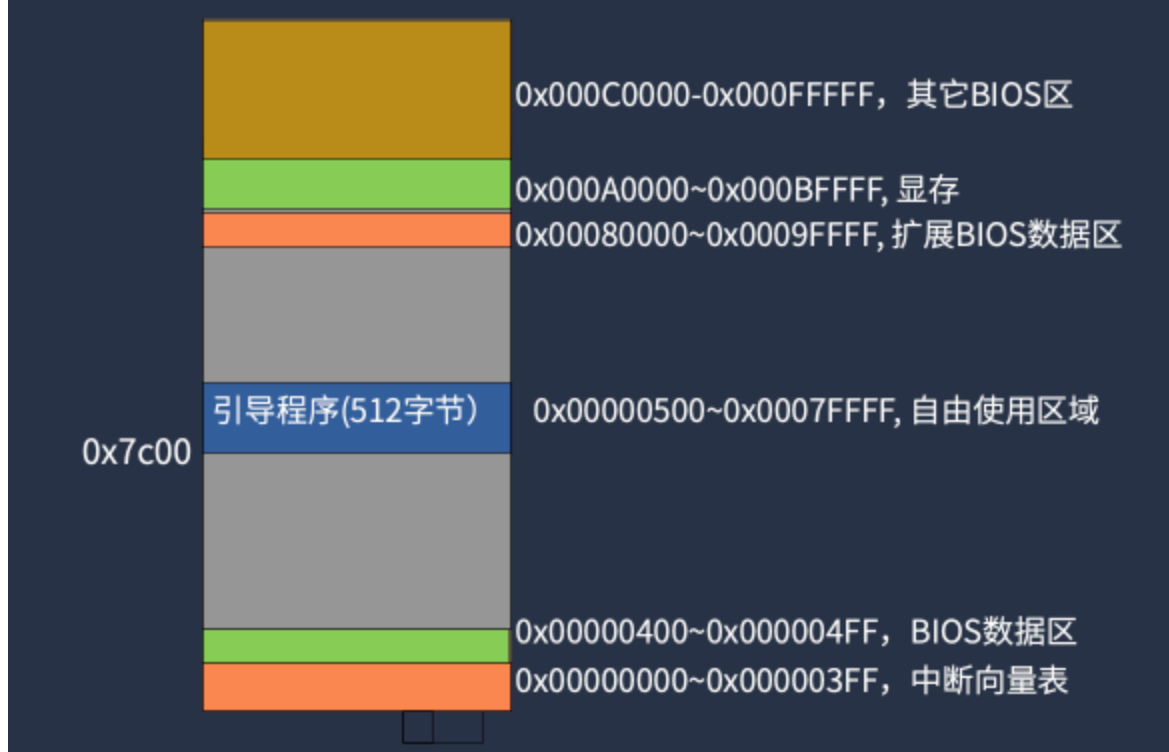 0x000C0000-0x000FFFFF，其它BIOS区
0x000A0000~0x000BFFFF, 显存
0x00080000~0x0009FFFF, 扩展BIOS数据区
引导程序(512字节）
0x00000500~0x0007FFFF, 自由使用区域
0x7c00
0x00000400~0x000004FF，BIOS数据区
0x00000000~0x000003FF，中断向量表